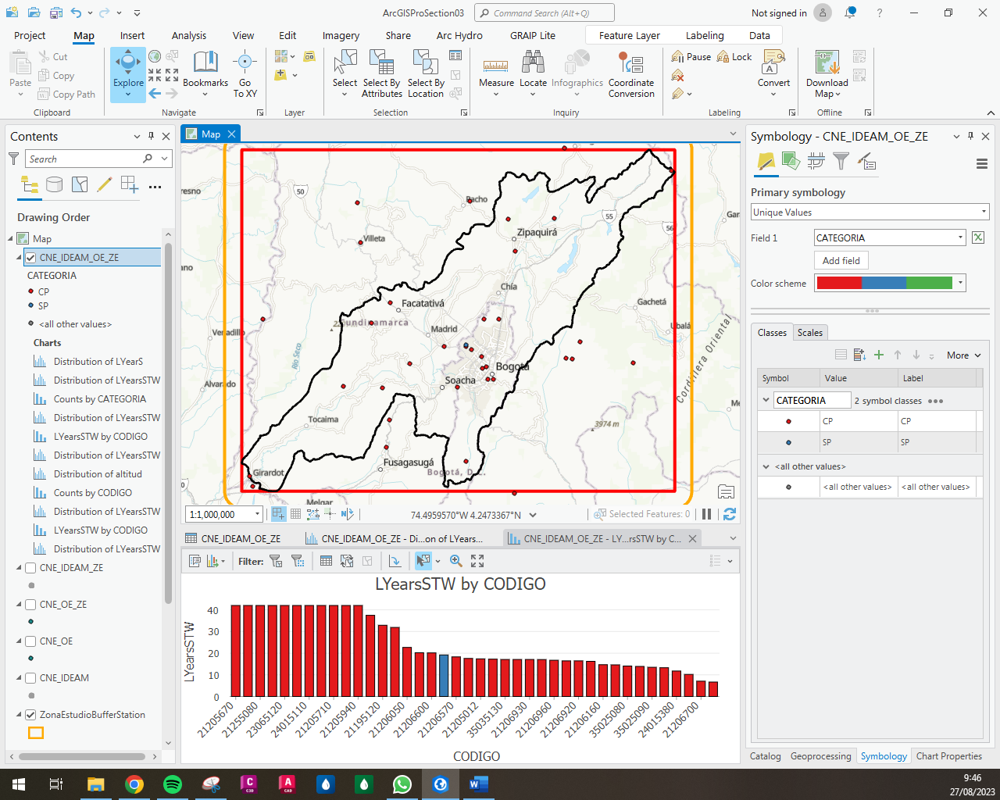 ArcGISProSection03
Command Search (Alt+Q)
Not signed in
?
Project
Map
Insert
Analysis
View
Edit
Imagery
Share
Arc Hydro
GRAIP Lite
Feature Layer
Labeling
Data
Paste
Cut
Copy
Copy Path
Clipboard
Explore
Bookmarks
Go To XY
Navigate
Layer
Select
Select By Attributes
Select By Location
Selection
Measure
Locate
Infographics
Coordinate Conversion
Inquiry
Pause
Lock
Convert
Labeling
Download Map
Offline
Contents
Search
Drawing Order
Map
CNE_IDEAM_OE_ZE
CATEGORIA
CP
SP
<all other values>
Charts
Distribution of LYearS
Distribution of LYearsSTW
Counts by CATEGORIA
Distribution of LYearsSTW
LYearsSTW by CODIGO
Distribution of LYearsSTW
Distribution of altitud
Counts by CODIGO
Distribution of LYearsSTW
LYearsSTW by CODIGO
Distribution of LYearsSTW
CNE_IDEAM_ZE
CNE_OE_ZE
CNE_OE
CNE_IDEAM
ZonaEstudioBufferStation
Map
resno
50
Pacho
55
56
Gar
Villeta
Zipaquirá
ano
Chía
Facatativá
Gachetá
Cundinamarca
Madrid
Ubalá
Venadillo
Río Seco
Bogotá
Cordillera Oriental
Alvarado
Soacha
Me
Tocaima
3974 m
Fusagasugá
Girardot
Bogotá, D.C.
Melgar
1:1,000,000
74.4959570°W 4.2473367°N
Selected Features: 0
CNE_IDEAM_OE_ZE
CNE_IDEAM_OE_ZE - Di...on of LYears...
CNE_IDEAM_OE_ZE - LY...rsSTW by C...
Filter:
LYearsSTW by CODIGO
LYearsSTW
40
30
20
10
0
21205670
21255080
23065120
24015110
21205710
21205940
21195120
21206050
21206600
21206570
21205012
35035130
21206930
21206960
21206920
21206160
35025080
35025090
24015380
21206700
CODIGO
Symbology - CNE_IDEAM_OE_ZE
Primary symbology
Unique Values
Field 1
CATEGORIA
Add field
Color scheme
Classes
Scales
More
Symbol
Value
Label
CATEGORIA
2 symbol classes
CP
CP
SP
SP
<all other values>
<all other values>
<all other values>
Catalog
Geoprocessing
Symbology
Chart Properties
9:46
27/08/2023